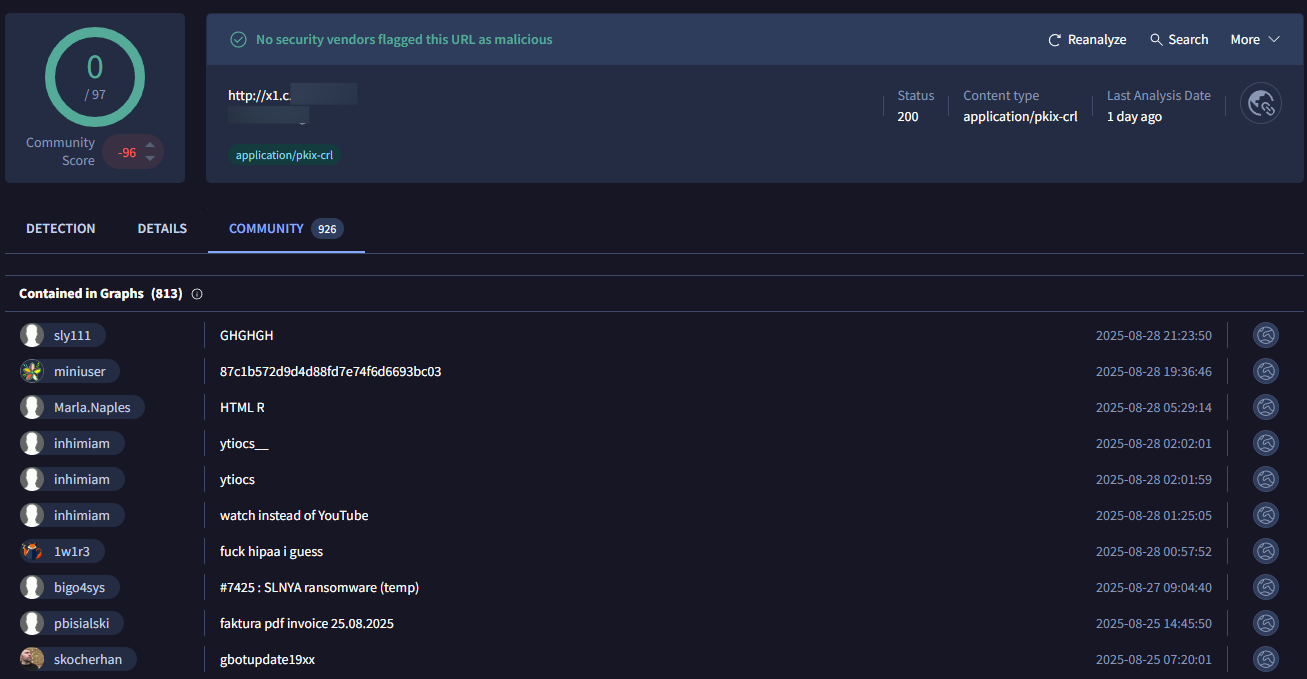 0
/ 97
Community
Score
-96
No security vendors flagged this URL as malicious
Reanalyze
Search
More
http://x1.c.
application/pkix-crl
Status
200
Content type
application/pkix-crl
Last Analysis Date
1 day ago
DETECTION
DETAILS
COMMUNITY 926
Contained in Graphs (813)
sly111 GHGHGH 2025-08-28 21:23:50
miniuser 87c1b572d9d4d88fd7e74f6d6693bc03 2025-08-28 19:36:46
Marla.Naples HTML R 2025-08-28 05:29:14
inhimiam ytiocs__ 2025-08-28 02:02:01
inhimiam ytiocs 2025-08-28 02:01:59
inhimiam watch instead of YouTube 2025-08-28 01:25:05
1w1r3 fuck hipaa i guess 2025-08-28 00:57:52
bigo4sys #7425 : SLNYA ransomware (temp) 2025-08-27 09:04:40
pbisialski faktura pdf invoice 25.08.2025 2025-08-25 14:45:50
skocherhan gbotupdate19xx 2025-08-25 07:20:01